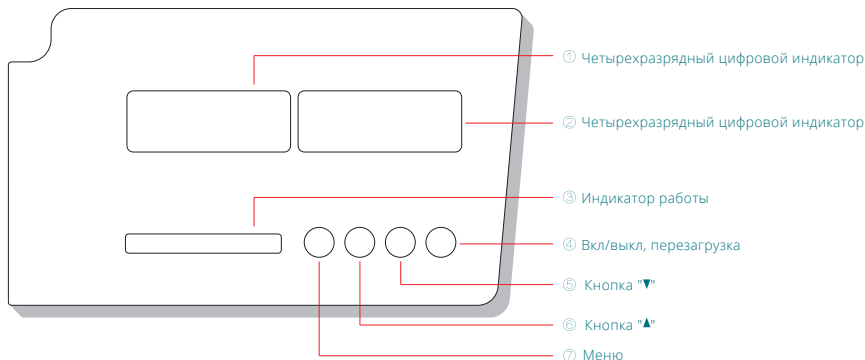 ① Четырехразрядный цифровой индикатор
② Четырехразрядный цифровой индикатор
③ Индикатор работы
④ Вкл/выкл, перезагрузка
⑤ Кнопка "▼"
⑥ Кнопка "▲"
⑦ Меню